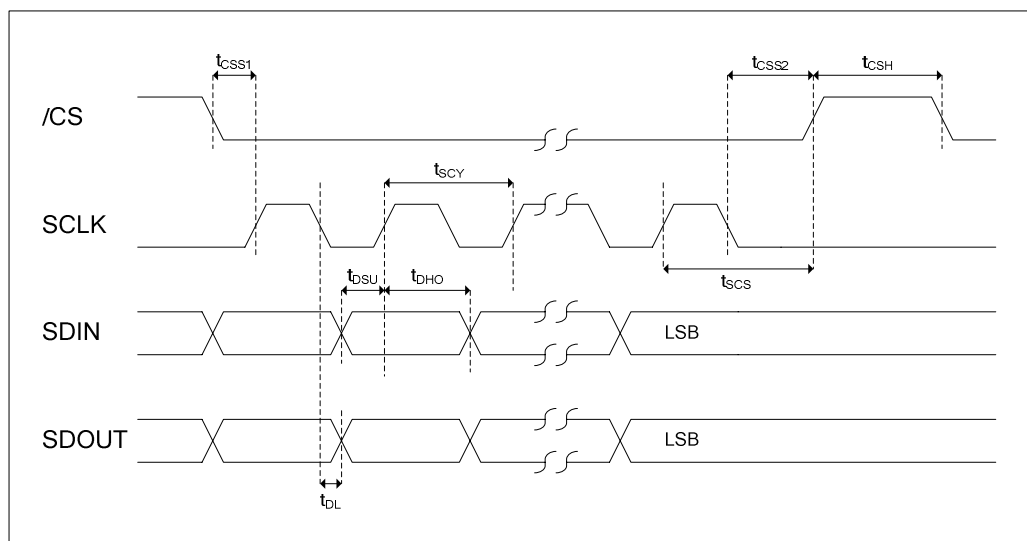 tCSS1
tCSS2
tCSH
/CS
tSCY
SCLK
tSCS
tDSU
tDHO
SDIN
LSB
SDOUT
LSB
tDL